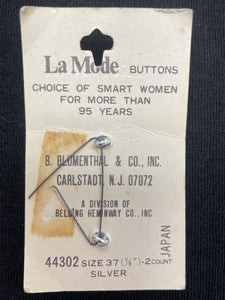 La Mode BUTTONS
CHOICE OF SMART WOMEN
FOR MORE THAN
95 YEARS
B. BLUMENTHAL & CO., INC.
CARLSTADT, N. J. 07072
A DIVISION OF
BELDING HEMINWAY CO., INC.
44302 SIZE 37 (⅞")-2 COUNT
SILVER
JAPAN